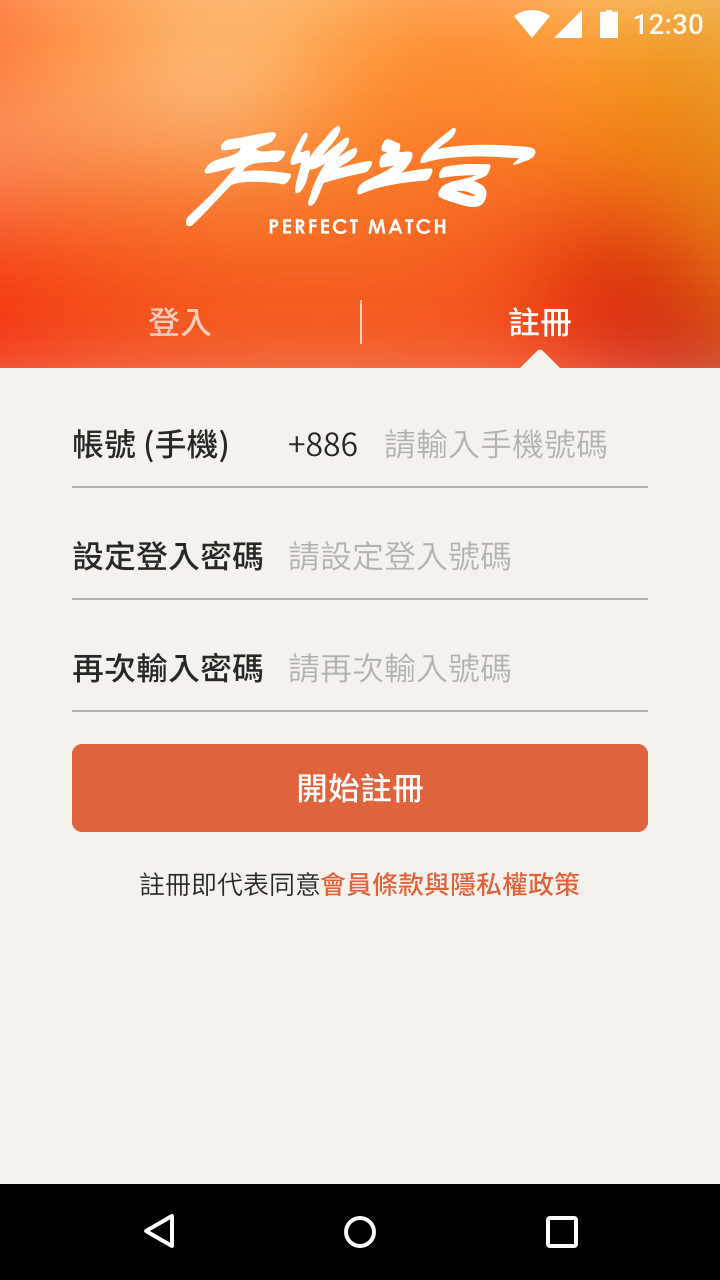 12:30
天作之合
PERFECT MATCH
登入
註冊
帳號 (手機) +886 請輸入手機號碼
設定登入密碼 請設定登入號碼
再次輸入密碼 請再次輸入號碼
開始註冊
註冊即代表同意會員條款與隱私權政策